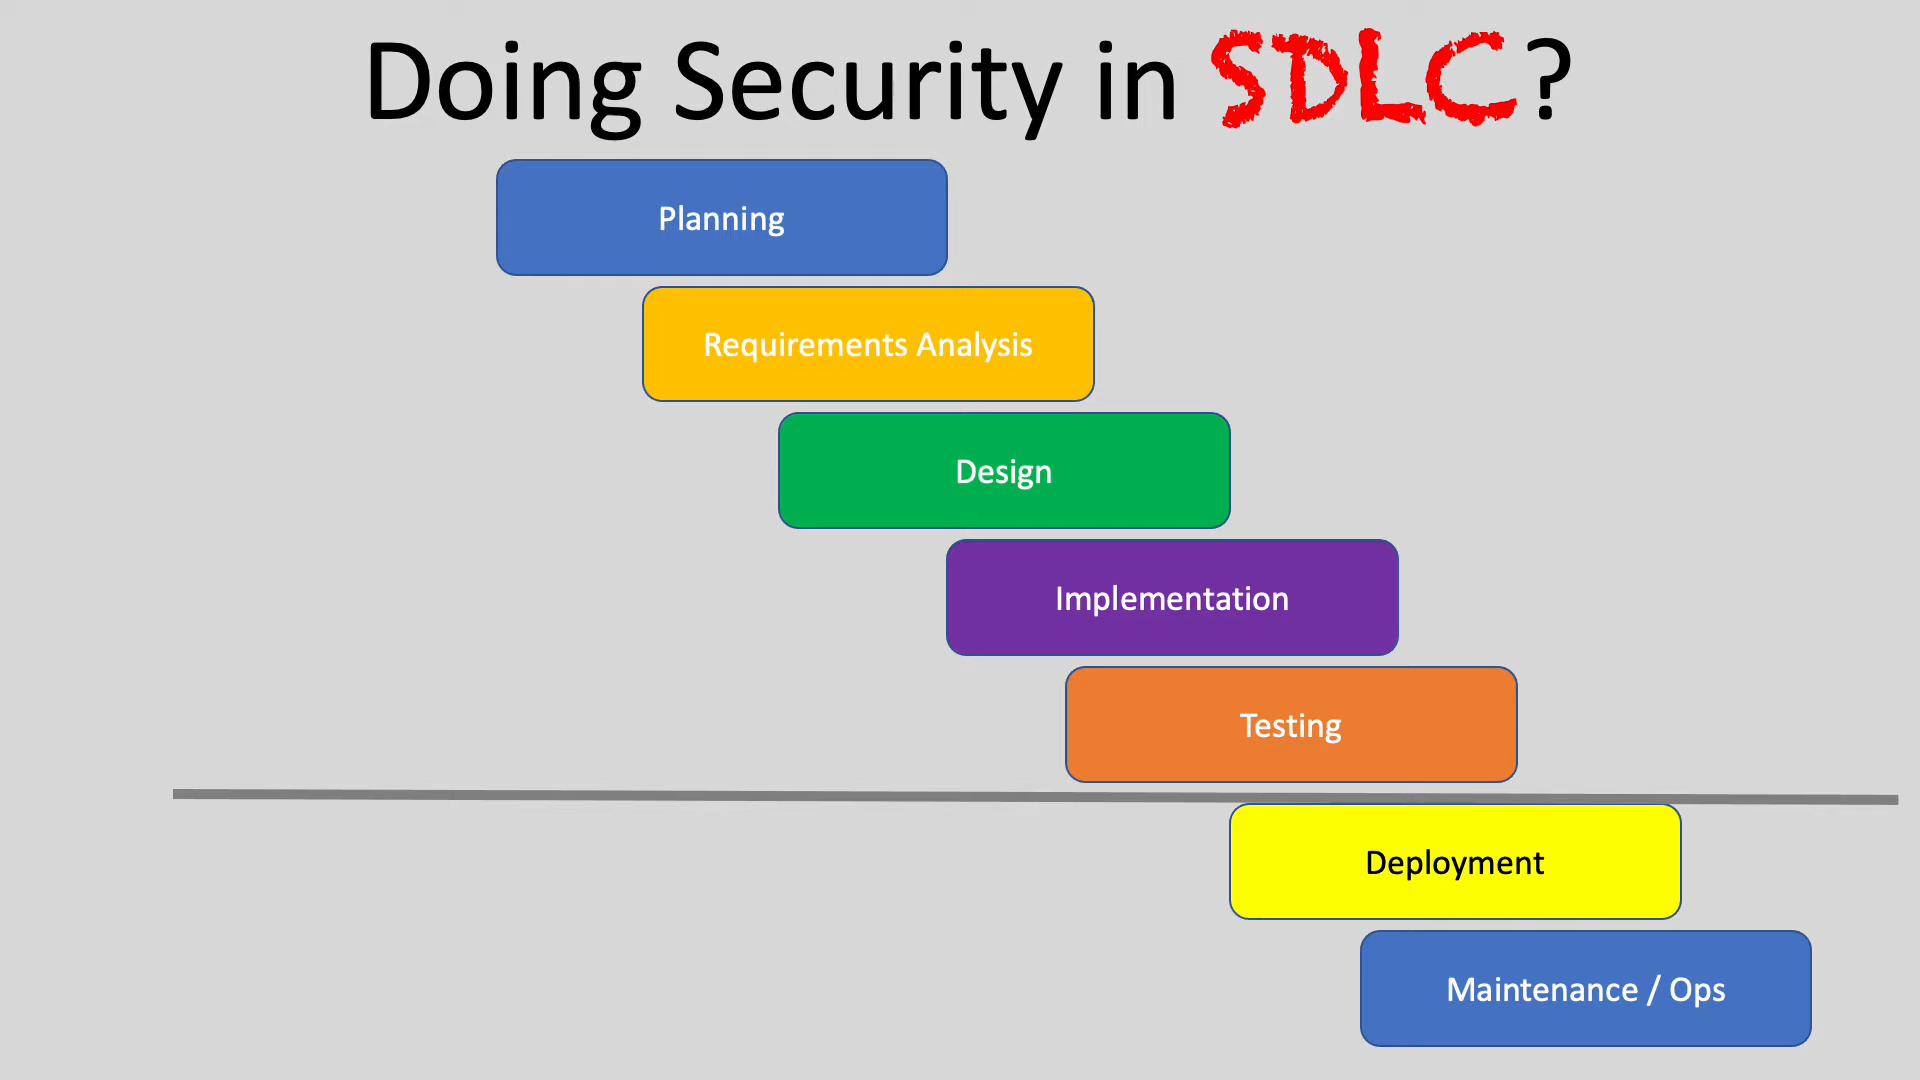 Doing Security in SDLC?
Planning
Requirements Analysis
Design
Implementation
Testing
Deployment
Maintenance / Ops